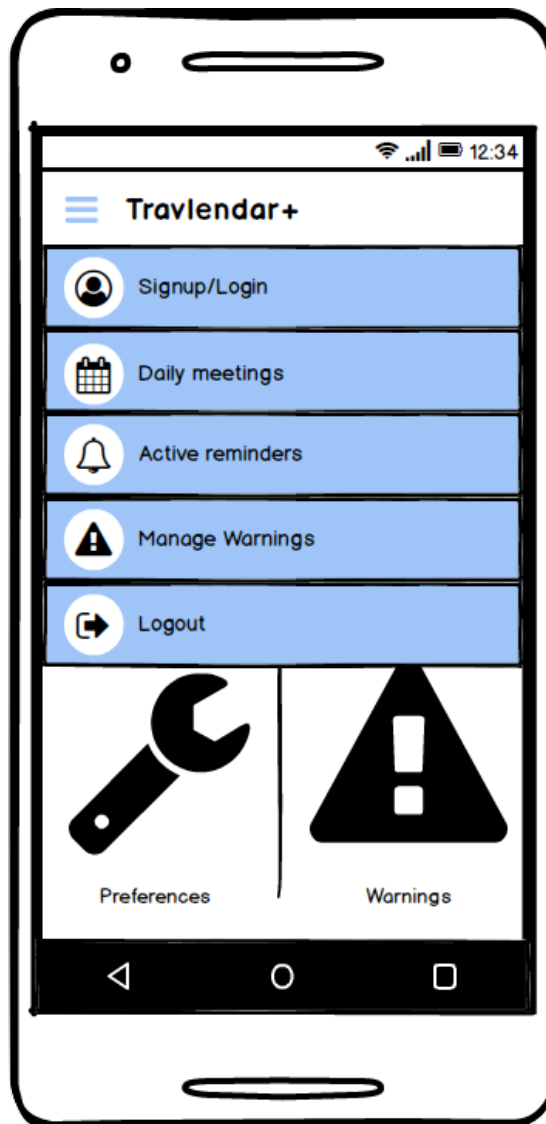 12:34
Travlendar+
Signup/Login
Daily meetings
Active reminders
Manage Warnings
Logout
Preferences
Warnings